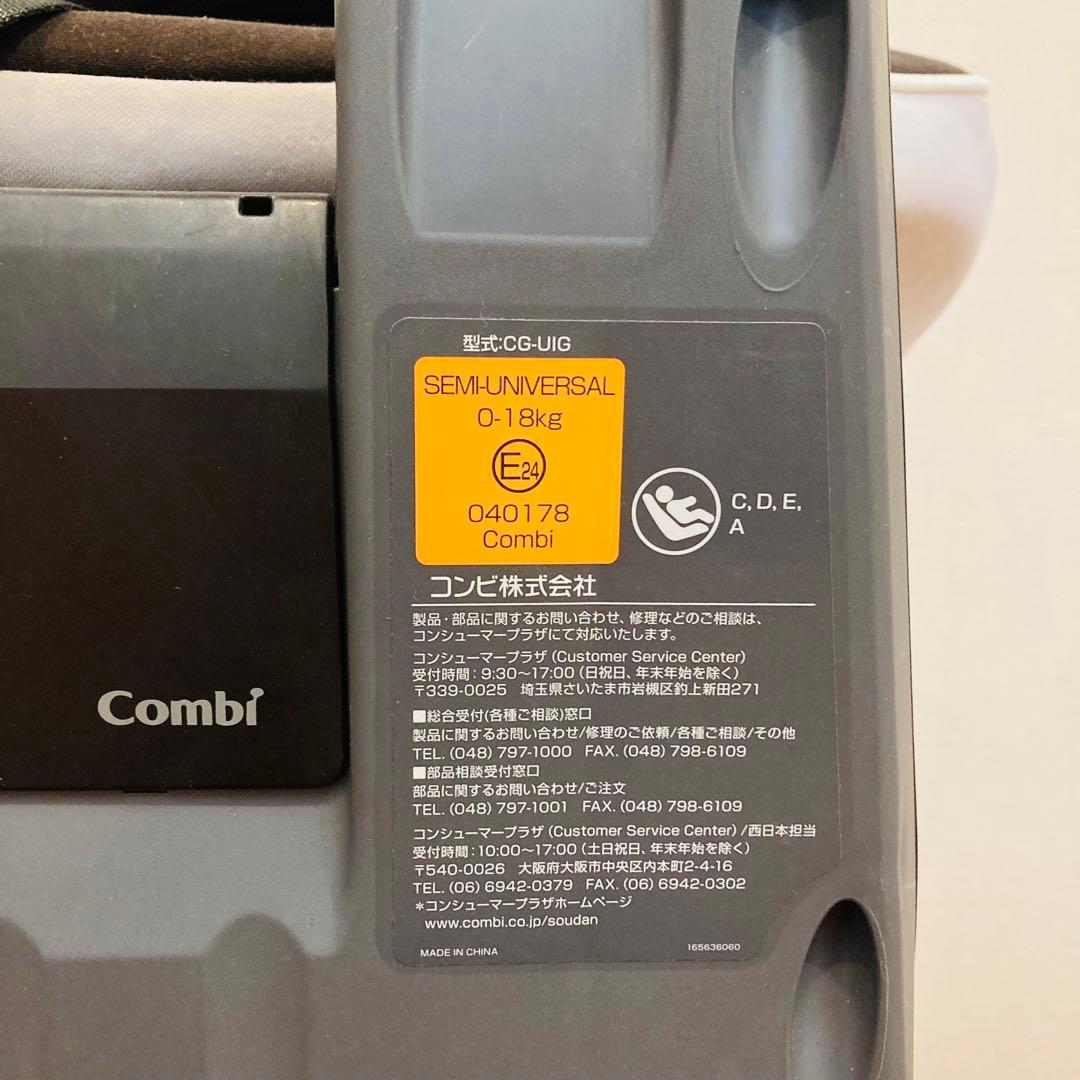 型式:CG-UIG
SEMI-UNIVERSAL
0-18kg
E24
040178
Combi
C, D, E,
A
コンビ株式会社
製品・部品に関するお問い合わせ、修理などのご相談は、
コンシューマープラザにて対応いたします。
コンシューマープラザ (Customer Service Center)
受付時間:9:30〜17:00 (日祝日、年末年始を除く)
〒339-0025 埼玉県さいたま市岩槻区釣上新田271
■総合受付(各種ご相談)窓口
製品に関するお問い合わせ/修理のご依頼/各種ご相談/その他
TEL. (048) 797-1000 FAX. (048) 798-6109
■部品相談受付窓口
部品に関するお問い合わせ/ご注文
TEL. (048) 797-1001 FAX. (048) 798-6109
コンシューマープラザ (Customer Service Center) /西日本担当
受付時間:10:00〜17:00 (土日祝日、年末年始を除く)
〒540-0026 大阪府大阪市中央区内本町2-4-16
TEL. (06) 6942-0379 FAX. (06) 6942-0302
*コンシューマープラザホームページ
www.combi.co.jp/soudan
MADE IN CHINA 165636060
Combi